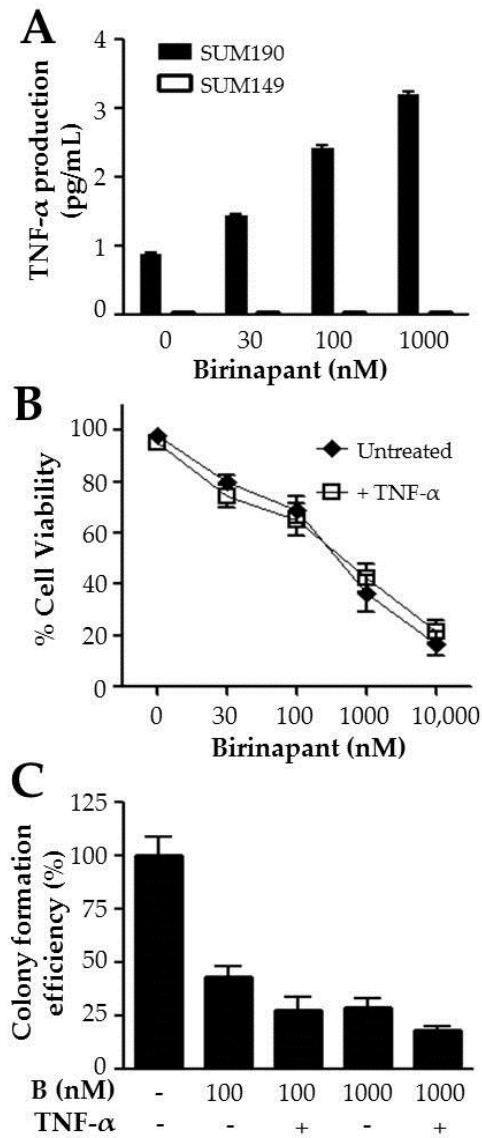 A
TNF-α production
(pg/mL)
4
3
2
1
0
SUM190
SUM149
0 30 100 1000
Birinapant (nM)
B
% Cell Viability
100
80
60
40
20
0
Untreated
+ TNF-α
0 30 100 1000 10,000
Birinapant (nM)
C
Colony formation
efficiency (%)
125
100
75
50
25
0
B (nM) - 100 100 1000 1000
TNF-α - - + - +